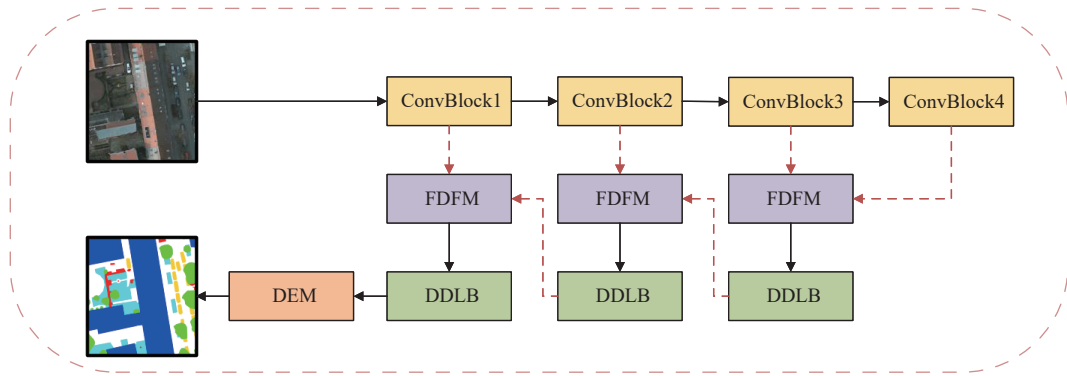 ConvBlock1
ConvBlock2
ConvBlock3
ConvBlock4
FDFM
FDFM
FDFM
DEM
DDLB
DDLB
DDLB